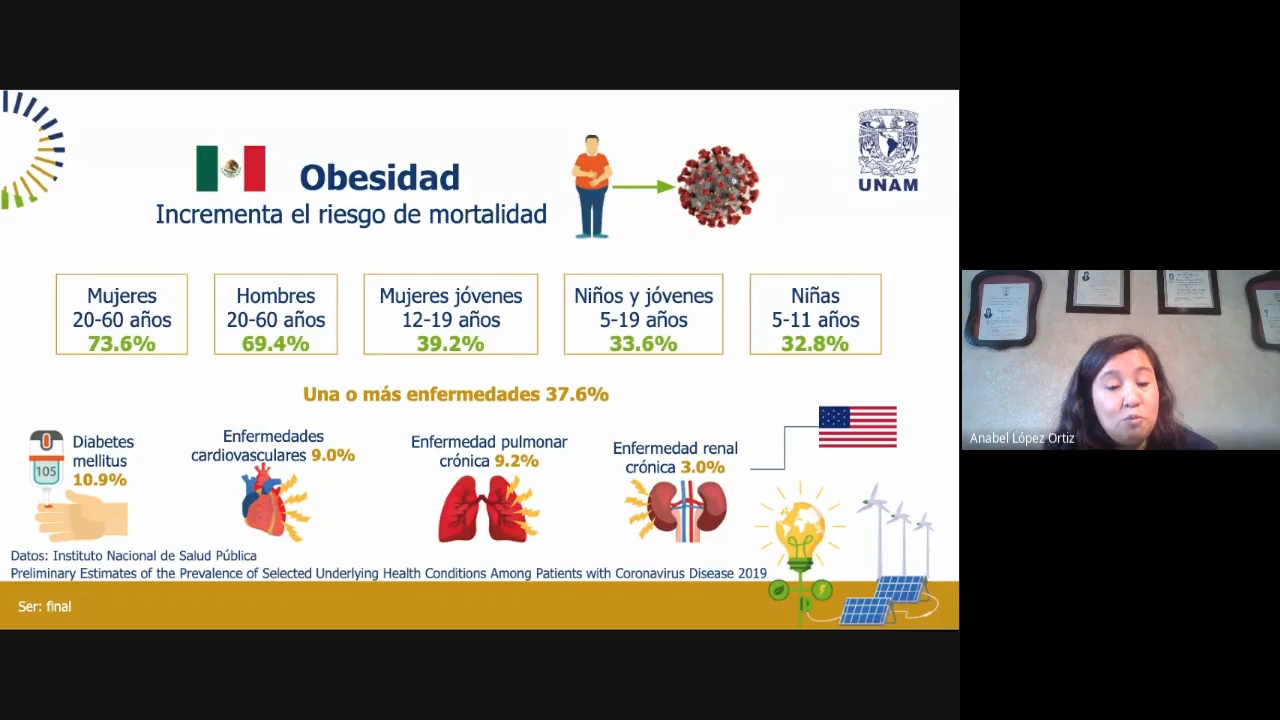 Obesidad
Incrementa el riesgo de mortalidad
UNAM
Mujeres
20-60 años
73.6%
Hombres
20-60 años
69.4%
Mujeres jóvenes
12-19 años
39.2%
Niños y jóvenes
5-19 años
33.6%
Niñas
5-11 años
32.8%
Una o más enfermedades 37.6%
Diabetes
mellitus
10.9%
105
Enfermedades
cardiovasculares 9.0%
Enfermedad pulmonar
crónica 9.2%
Enfermedad renal
crónica 3.0%
Datos: Instituto Nacional de Salud Pública
Preliminary Estimates of the Prevalence of Selected Underlying Health Conditions Among Patients with Coronavirus Disease 2019
Ser: final
Anabel López Ortiz